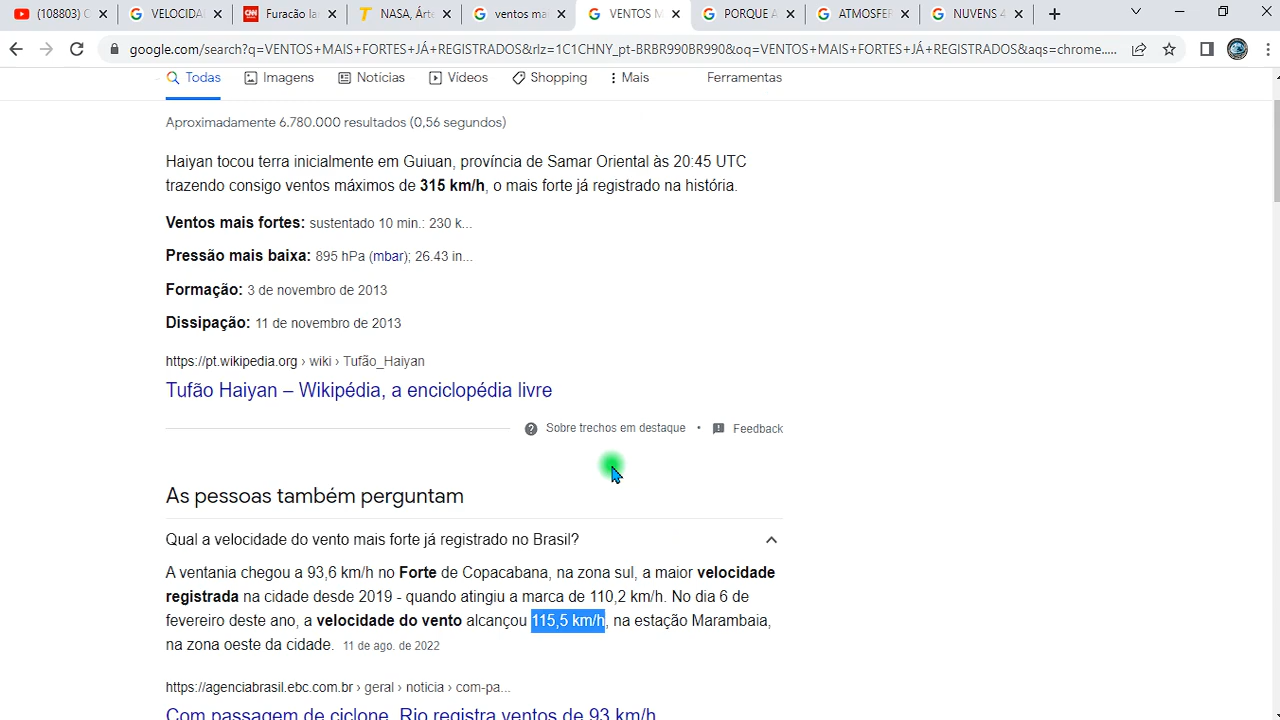 (108803) C
VELOCIDA
Furacão Ia
NASA, Árt
ventos ma
VENTOS M
PORQUE A
ATMOSFE
NUVENS 4
google.com/search?q=VENTOS+MAIS+FORTES+JÁ+REGISTRADOS&rlz=1C1CHNY_pt-BRBR990BR990&oq=VENTOS+MAIS+FORTES+JÁ+REGISTRADOS&aqs=chrome.....
Todas
Imagens
Notícias
Vídeos
Shopping
Mais
Ferramentas
Aproximadamente 6.780.000 resultados (0,56 segundos)
Haiyan tocou terra inicialmente em Guiuan, província de Samar Oriental às 20:45 UTC
trazendo consigo ventos máximos de 315 km/h, o mais forte já registrado na história.
Ventos mais fortes: sustentado 10 min.: 230 k...
Pressão mais baixa: 895 hPa (mbar); 26.43 in...
Formação: 3 de novembro de 2013
Dissipação: 11 de novembro de 2013
https://pt.wikipedia.org › wiki › Tufão_Haiyan
Tufão Haiyan – Wikipédia, a enciclopédia livre
Sobre trechos em destaque • Feedback
As pessoas também perguntam
Qual a velocidade do vento mais forte já registrado no Brasil?
A ventania chegou a 93,6 km/h no Forte de Copacabana, na zona sul, a maior velocidade
registrada na cidade desde 2019 - quando atingiu a marca de 110,2 km/h. No dia 6 de
fevereiro deste ano, a velocidade do vento alcançou 115,5 km/h, na estação Marambaia,
na zona oeste da cidade. 11 de ago. de 2022
https://agenciabrasil.ebc.com.br › geral › noticia › com-pa...
Com passagem de ciclone, Rio registra ventos de 93 km/h